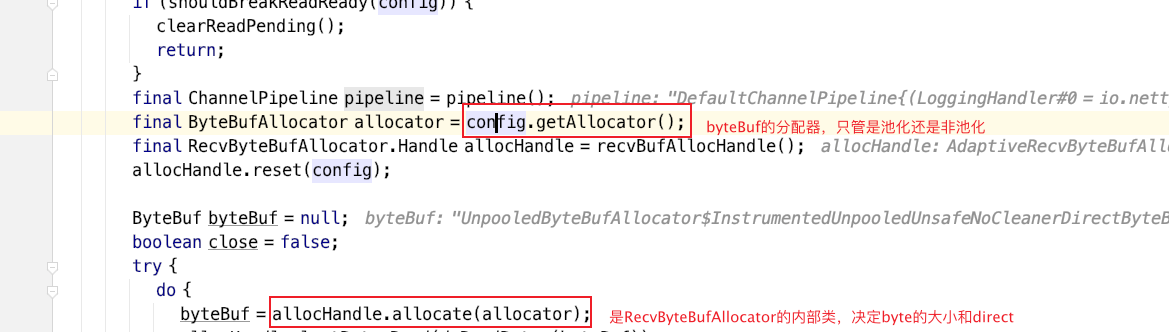 if (shouldBreakReadReady(config)) {
clearReadPending();
return;
}
final ChannelPipeline pipeline = pipeline(); pipeline: "DefaultChannelPipeline{(LoggingHandler#0 = io.nett
final ByteBufAllocator allocator = config.getAllocator(); byteBuf的分配器，只管是池化还是非池化
final RecvByteBufAllocator.Handle allocHandle = recvBufAllocHandle(); allocHandle: AdaptiveRecvByteBufAllo
allocHandle.reset(config);
ByteBuf byteBuf = null; byteBuf: "UnpooledByteBufAllocator$InstrumentedUnpooledUnsafeNoCleanerDirectByteB
boolean close = false;
try {
do {
byteBuf = allocHandle.allocate(allocator); 是RecvByteBufAllocator的内部类，决定byte的大小和direct